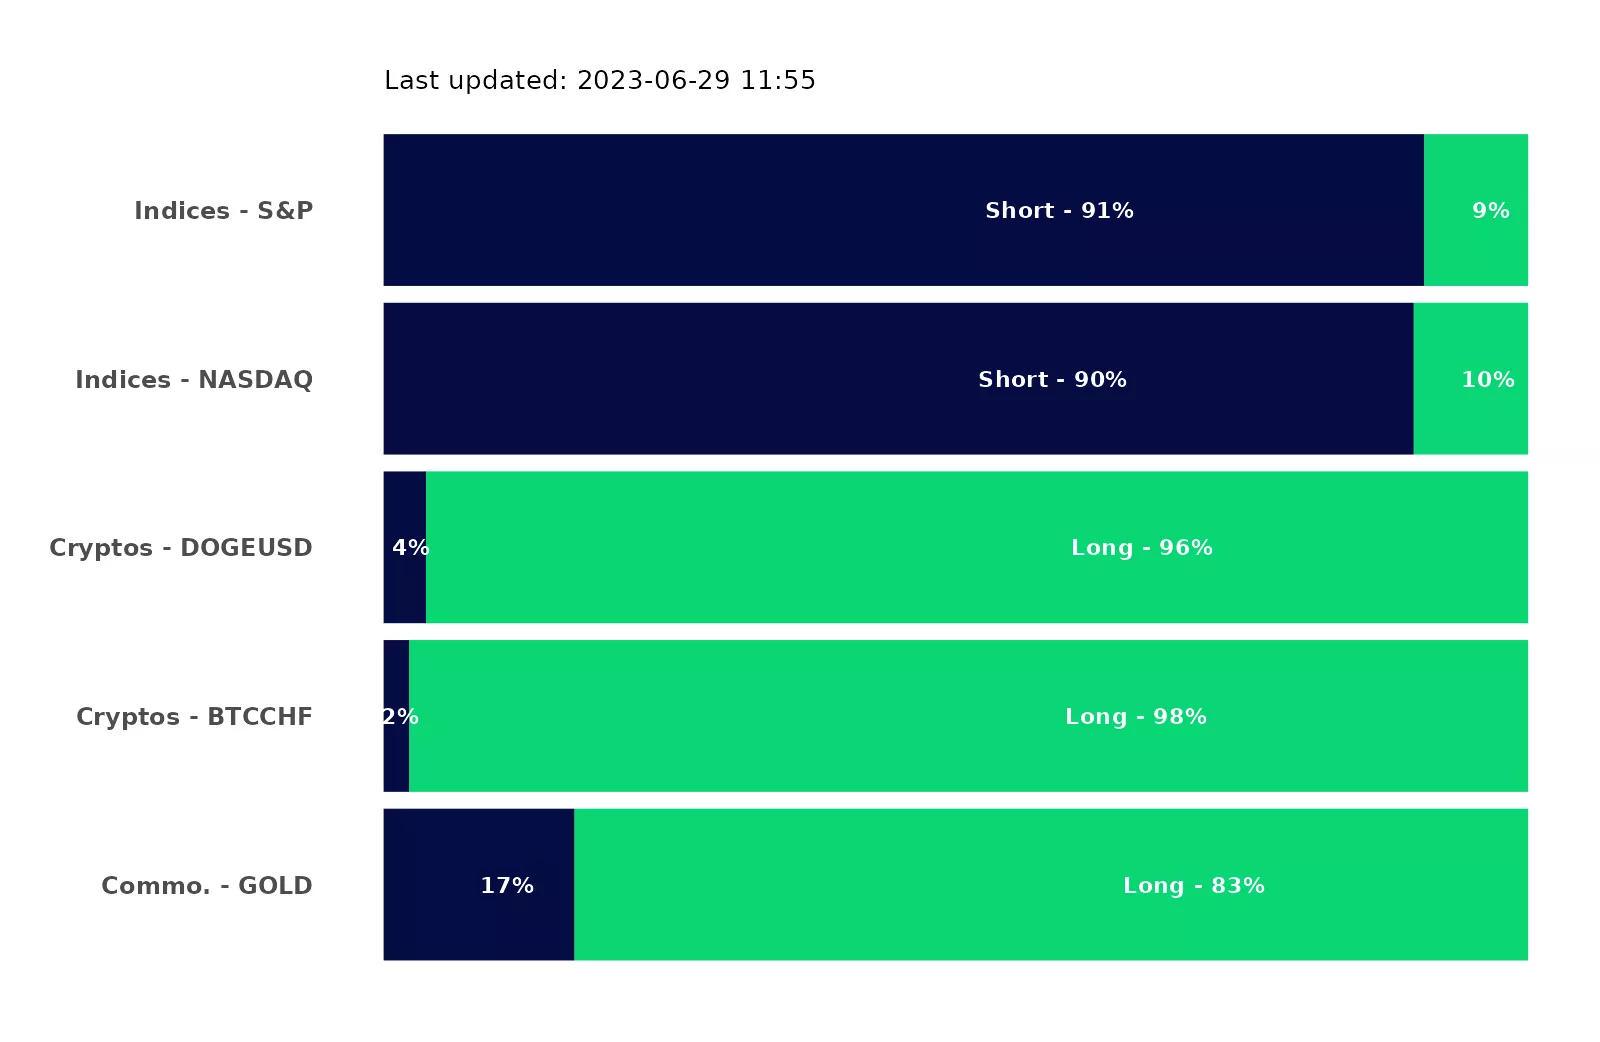 Last updated: 2023-06-29 11:55
Indices - S&P Short - 91% 9%
Indices - NASDAQ Short - 90% 10%
Cryptos - DOGEUSD 4% Long - 96%
Cryptos - BTCCHF 2% Long - 98%
Commo. - GOLD 17% Long - 83%